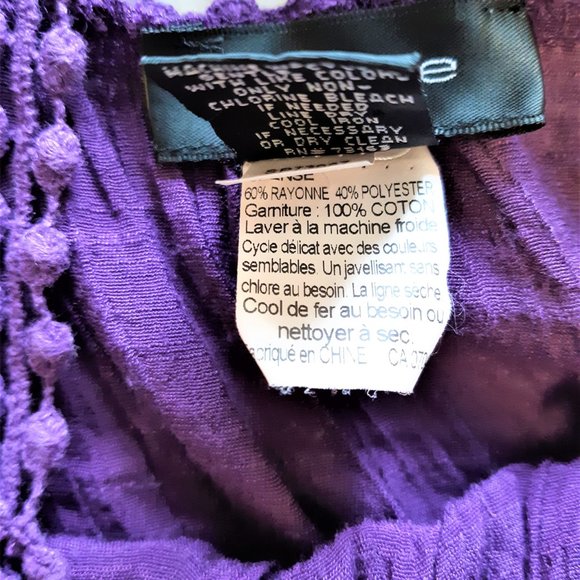 WITH LIKE COLORS
ONLY NON-
CHLORINE BLEACH
IF NEEDED
LINE DRY
COOL IRON
IF NECESSARY
OR DRY CLEAN
60% RAYONNE 40% POLYESTER
Garniture : 100% COTON
Laver à la machine froide
Cycle délicat avec des couleurs
semblables. Un javellisant sans
chlore au besoin. La ligne sèche
Cool de fer au besoin ou
nettoyer à sec.
en CHINE CA